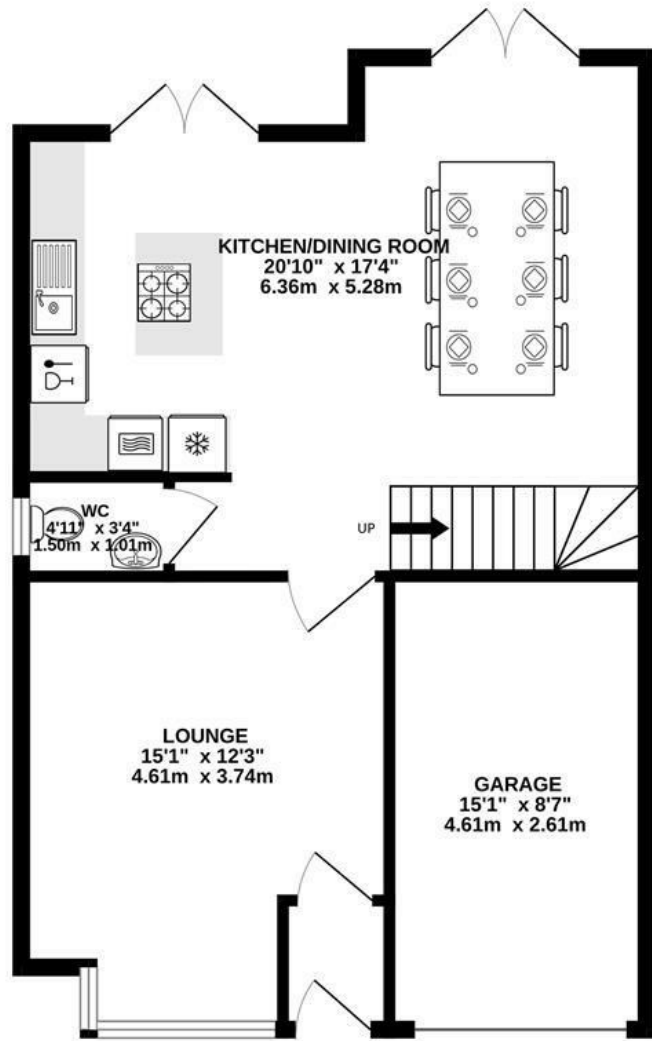 KITCHEN/DINING ROOM
20'10" x 17'4"
6.36m x 5.28m
WC
4'11" x 3'4"
1.50m x 1.01m
UP
LOUNGE
15'1" x 12'3"
4.61m x 3.74m
GARAGE
15'1" x 8'7"
4.61m x 2.61m